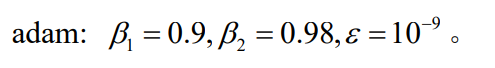 adam: β₁ = 0.9, β₂ = 0.98, ε = 10⁻⁹ 。